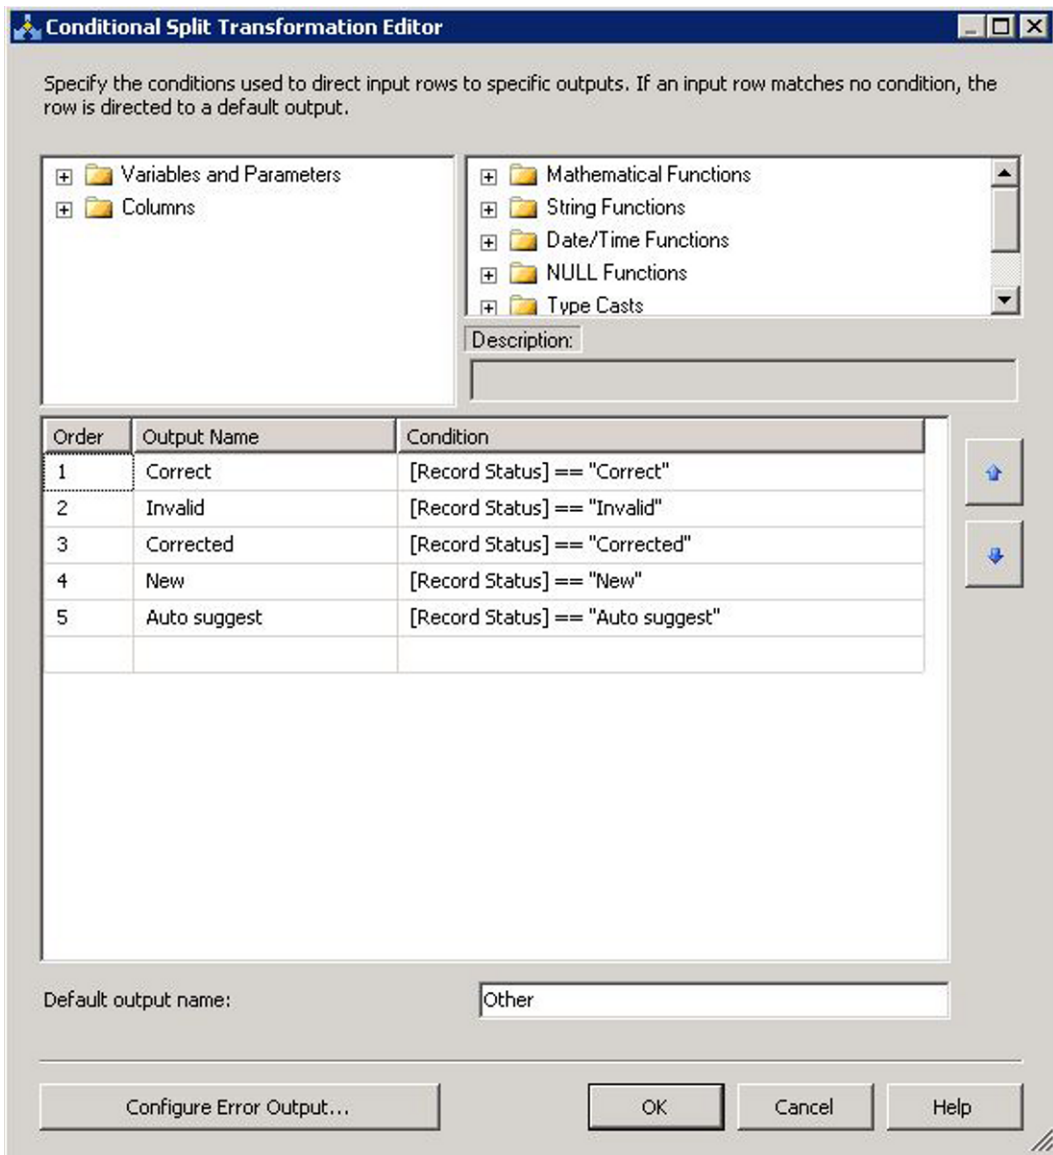 Conditional Split Transformation Editor
Specify the conditions used to direct input rows to specific outputs. If an input row matches no condition, the
row is directed to a default output.
Variables and Parameters
Columns
Mathematical Functions
String Functions
Date/Time Functions
NULL Functions
Type Casts
Description:
Order Output Name Condition
1 Correct [Record Status] == "Correct"
2 Invalid [Record Status] == "Invalid"
3 Corrected [Record Status] == "Corrected"
4 New [Record Status] == "New"
5 Auto suggest [Record Status] == "Auto suggest"
Default output name: Other
Configure Error Output... OK Cancel Help